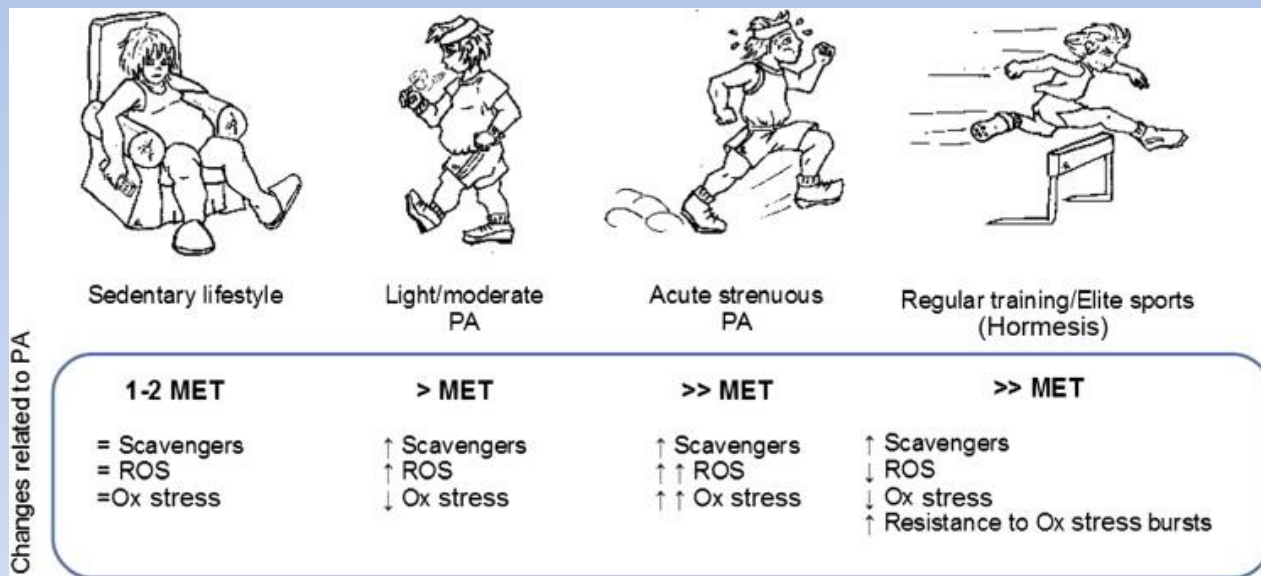 Sedentary lifestyle
Light/moderate
PA
Acute strenuous
PA
Regular training/Elite sports
(Hormesis)
Changes related to PA
1-2 MET
= Scavengers
= ROS
=Ox stress
> MET
↑ Scavengers
↑ ROS
↓ Ox stress
>> MET
↑ Scavengers
↑ ↑ ROS
↑ ↑ Ox stress
>> MET
↑ Scavengers
↓ ROS
↓ Ox stress
↑ Resistance to Ox stress bursts